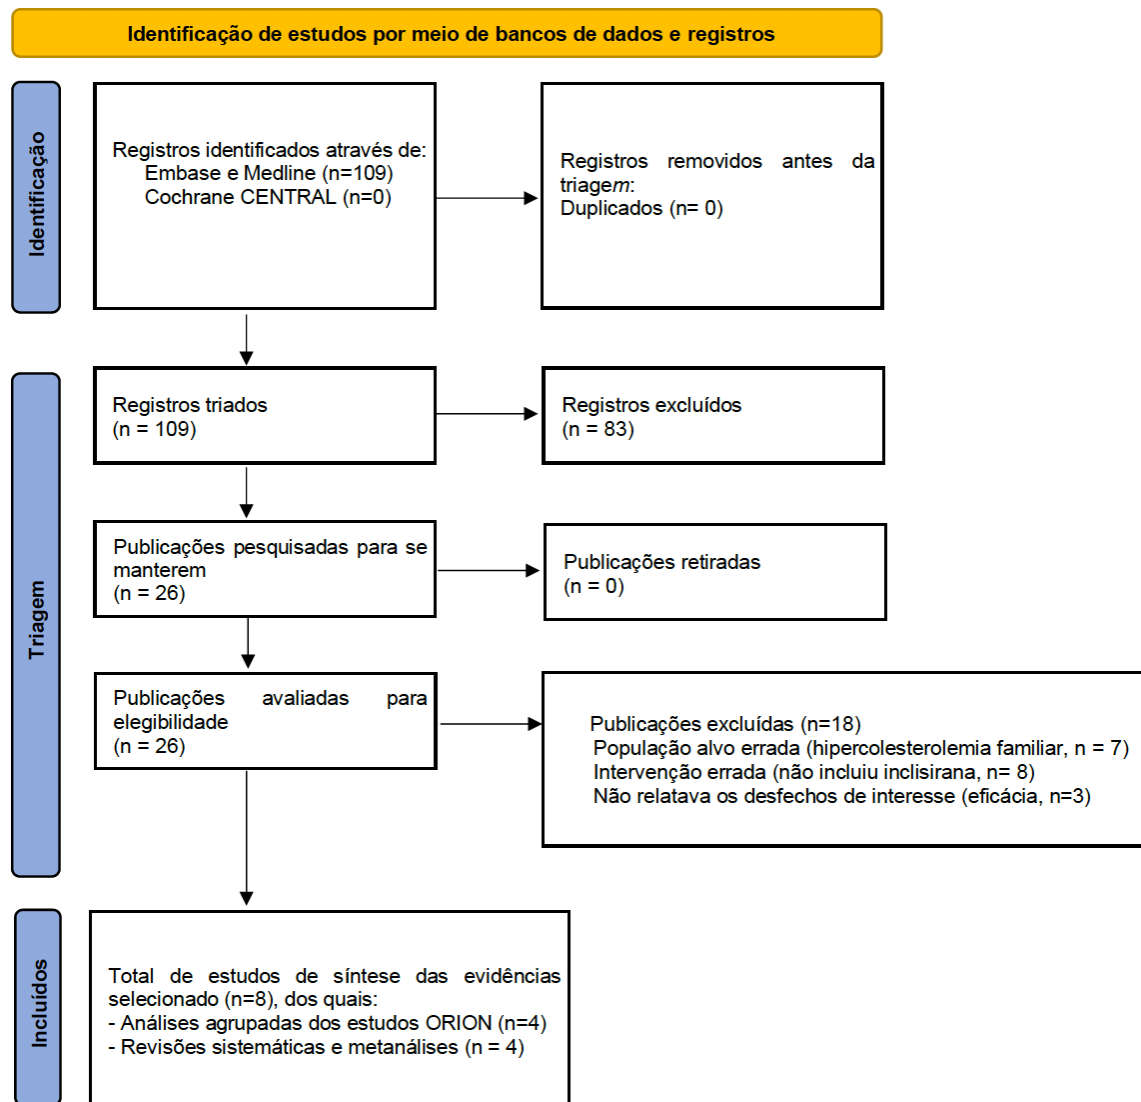 Identificação de estudos por meio de bancos de dados e registros
Identificação
Registros identificados através de:
Embase e Medline (n=109)
Cochrane CENTRAL (n=0)
Registros removidos antes da
triagem:
Duplicados (n= 0)
Triagem
Registros triados
(n = 109)
Registros excluídos
(n = 83)
Publicações pesquisadas para se
manterem
(n = 26)
Publicações retiradas
(n = 0)
Publicações avaliadas para
elegibilidade
(n = 26)
Publicações excluídas (n=18)
População alvo errada (hipercolesterolemia familiar, n = 7)
Intervenção errada (não incluiu inclisirana, n= 8)
Não relatava os desfechos de interesse (eficácia, n=3)
Incluídos
Total de estudos de síntese das evidências
selecionado (n=8), dos quais:
- Análises agrupadas dos estudos ORION (n=4)
- Revisões sistemáticas e metanálises (n = 4)